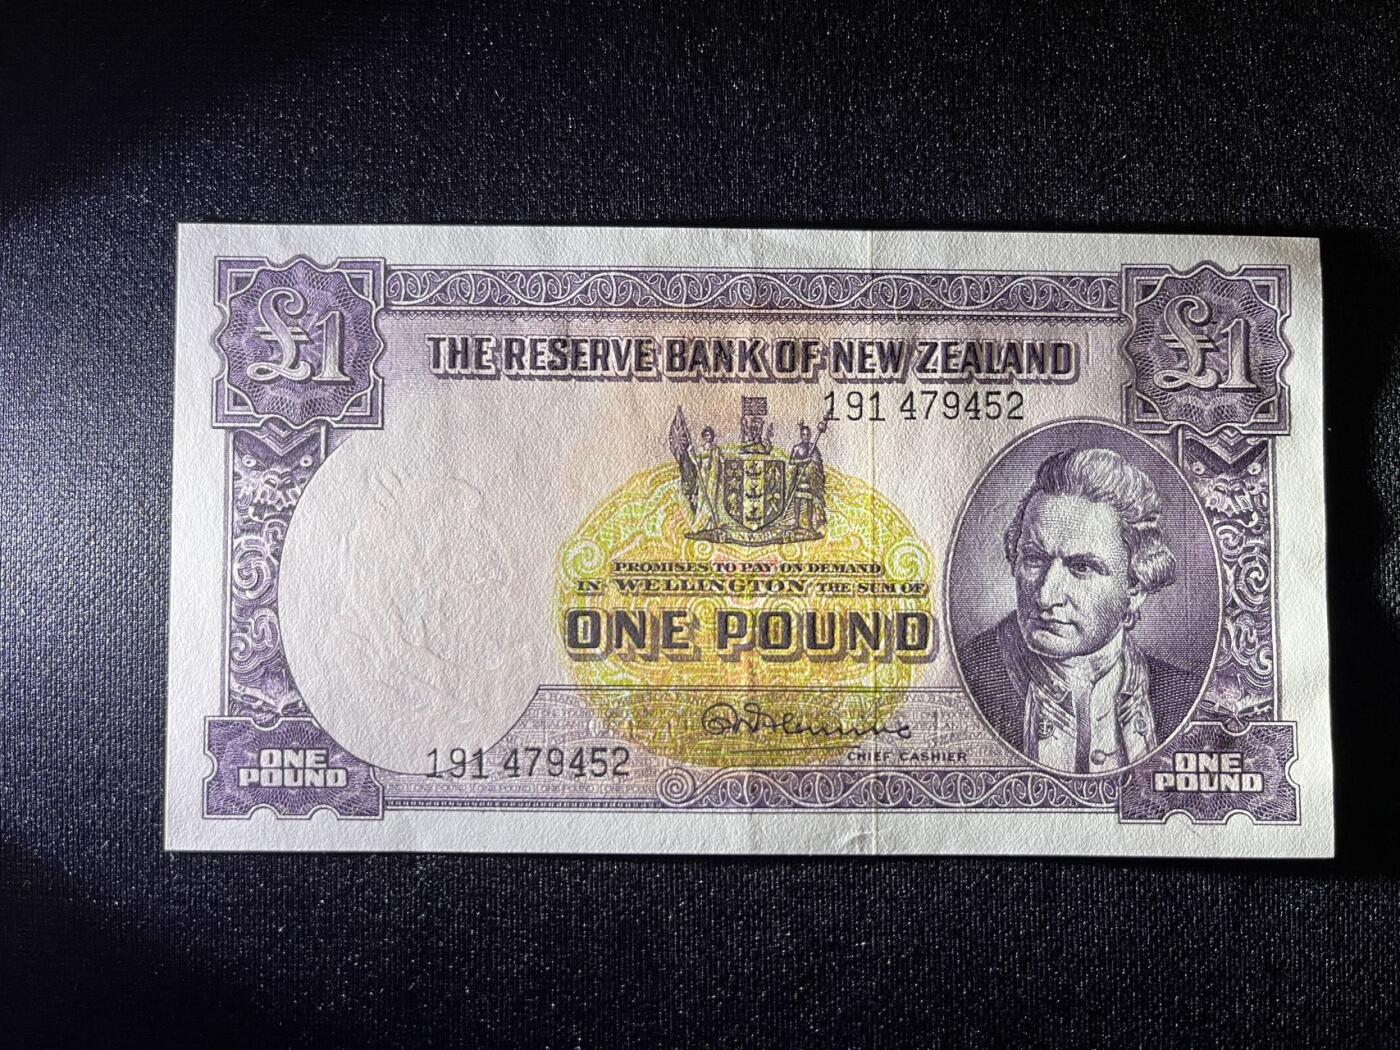 £1
£1
THE RESERVE BANK OF NEW ZEALAND
191 479452
PROMISES TO PAY ON DEMAND
IN WELLINGTON THE SUM OF
ONE POUND
R N Fleming
CHIEF CASHIER
191 479452
ONE
POUND
ONE
POUND